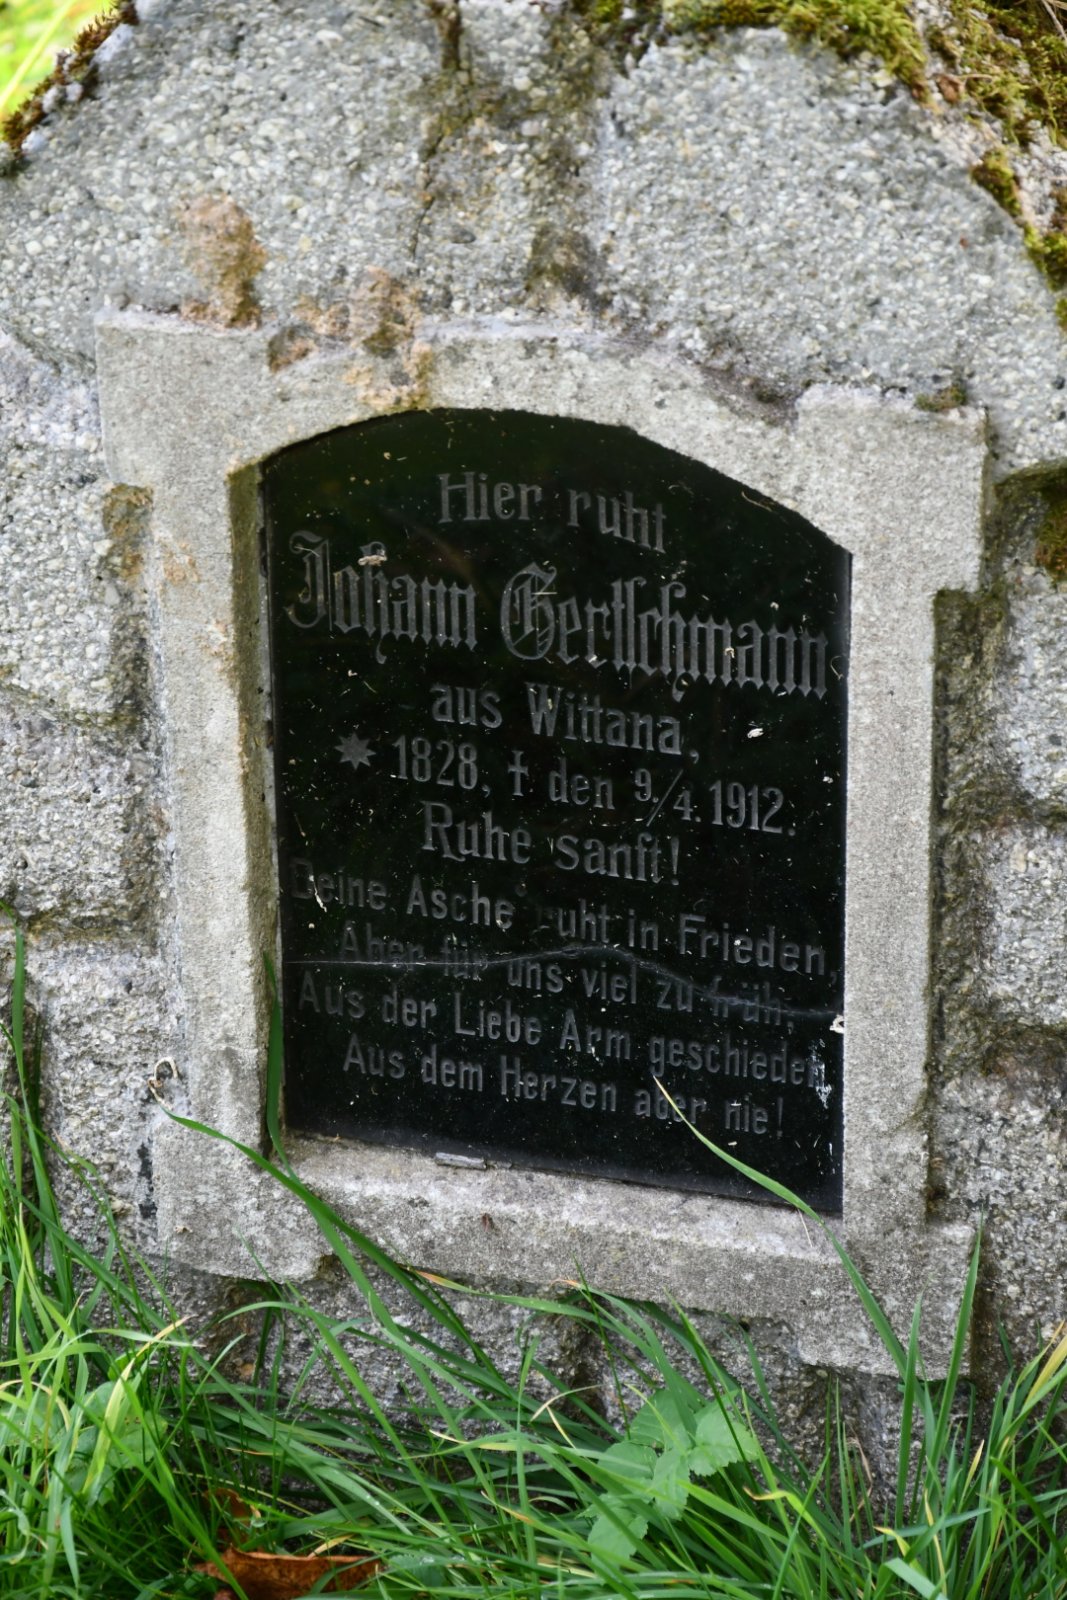 Hier ruht
Johann Gertschmann
aus Wittana,
* 1828, † den 9./4. 1912.
Ruhe sanft!
Deine Asche ruht in Frieden,
Aber für uns viel zu früh,
Aus der Liebe Arm geschieden
Aus dem Herzen aber nie!